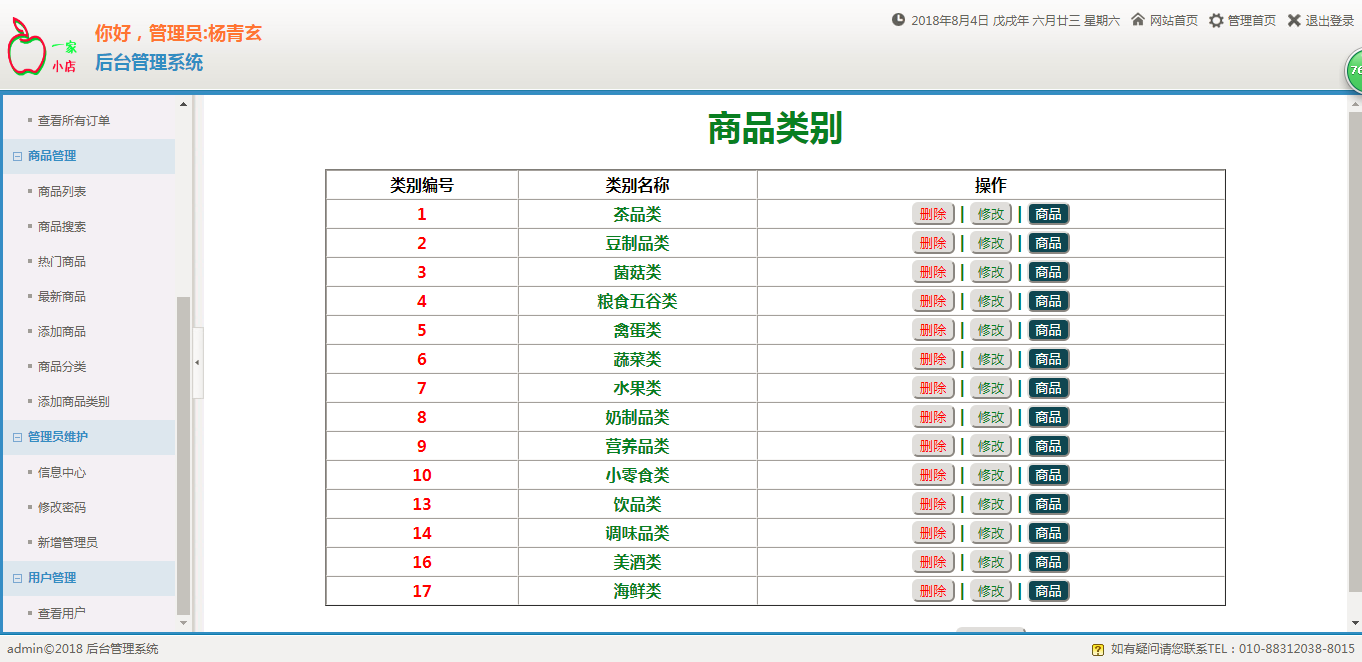 一家
小店
你好，管理员:杨青玄
后台管理系统
2018年8月4日 戊戌年 六月廿三 星期六 网站首页 管理首页 退出登录
76
查看所有订单
商品管理
商品列表
商品搜索
热门商品
最新商品
添加商品
商品分类
添加商品类别
管理员维护
信息中心
修改密码
新增管理员
用户管理
查看用户
商品类别
类别编号 类别名称 操作
1 茶品类 删除 | 修改 | 商品
2 豆制品类 删除 | 修改 | 商品
3 菌菇类 删除 | 修改 | 商品
4 粮食五谷类 删除 | 修改 | 商品
5 禽蛋类 删除 | 修改 | 商品
6 蔬菜类 删除 | 修改 | 商品
7 水果类 删除 | 修改 | 商品
8 奶制品类 删除 | 修改 | 商品
9 营养品类 删除 | 修改 | 商品
10 小零食类 删除 | 修改 | 商品
13 饮品类 删除 | 修改 | 商品
14 调味品类 删除 | 修改 | 商品
16 美酒类 删除 | 修改 | 商品
17 海鲜类 删除 | 修改 | 商品
admin©2018 后台管理系统
如有疑问请您联系TEL：010-88312038-8015